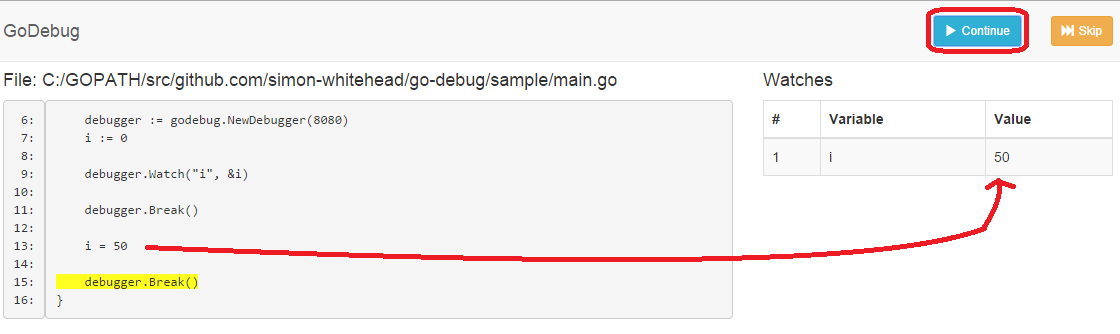 GoDebug
Continue
Skip
File: C:/GOPATH/src/github.com/simon-whitehead/go-debug/sample/main.go
6: debugger := godebug.NewDebugger(8080)
7: i := 0
8:
9: debugger.Watch("i", &i)
10:
11: debugger.Break()
12:
13: i = 50
14:
15: debugger.Break()
16: }
Watches
# Variable Value
1 i 50